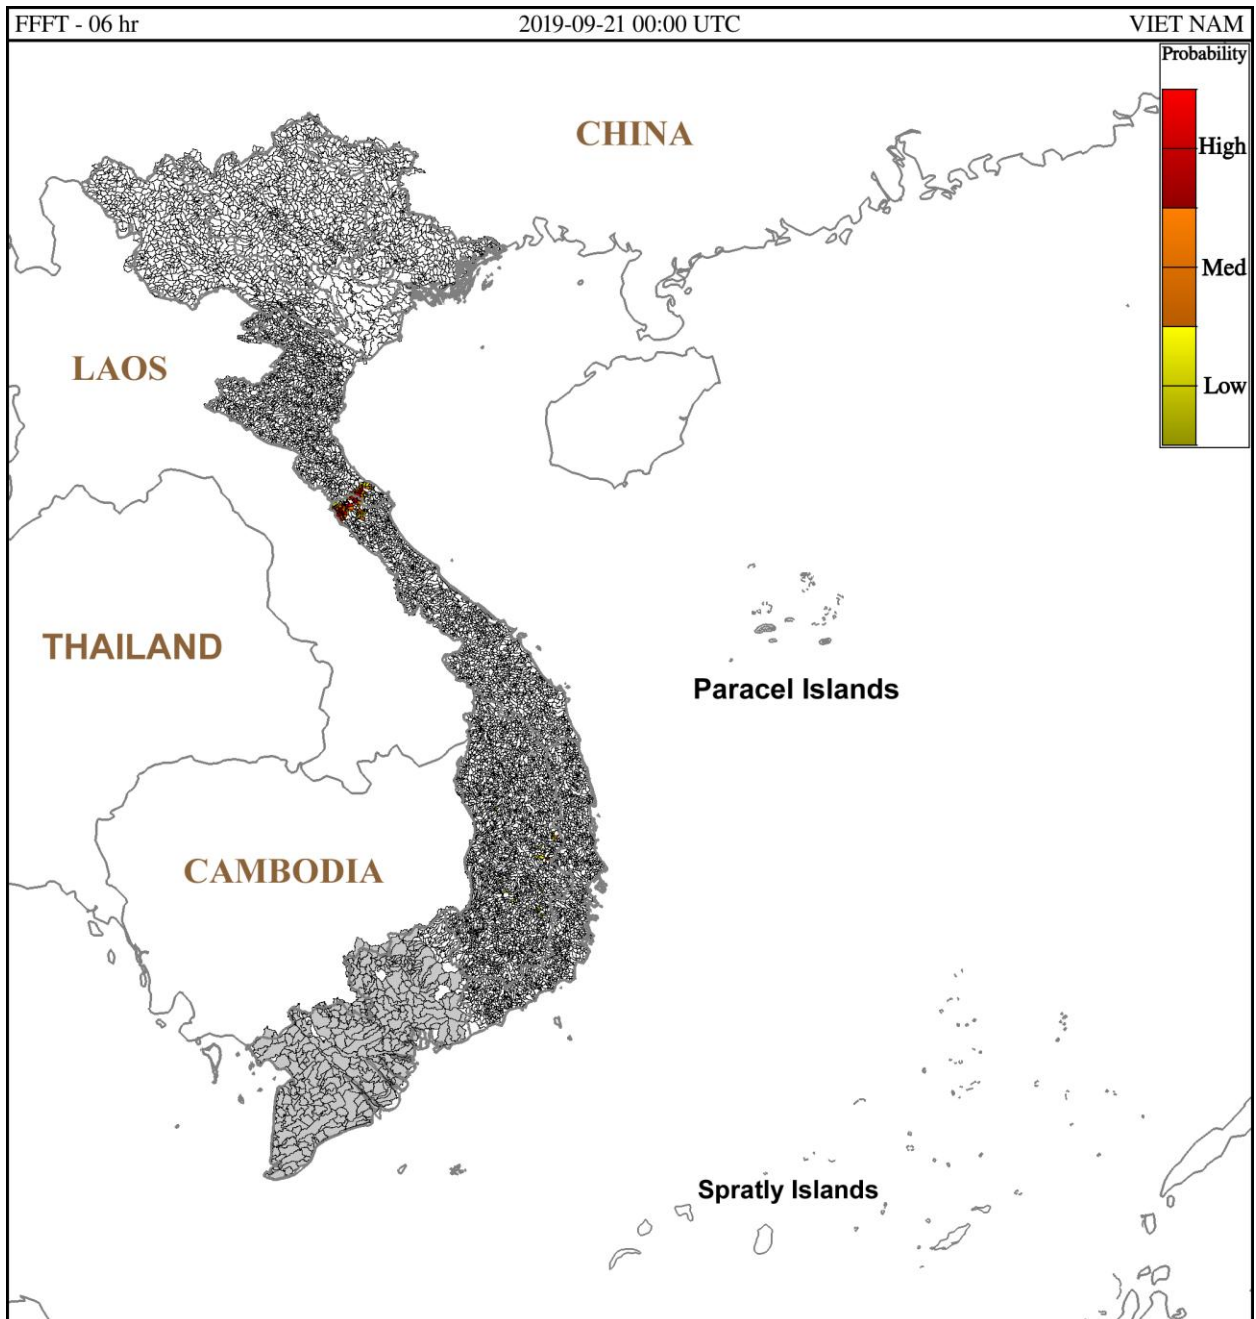 FFFT - 06 hr
2019-09-21 00:00 UTC
VIET NAM
Probability
CHINA
High
Med
LAOS
Low
THAILAND
Paracel Islands
CAMBODIA
Spratly Islands